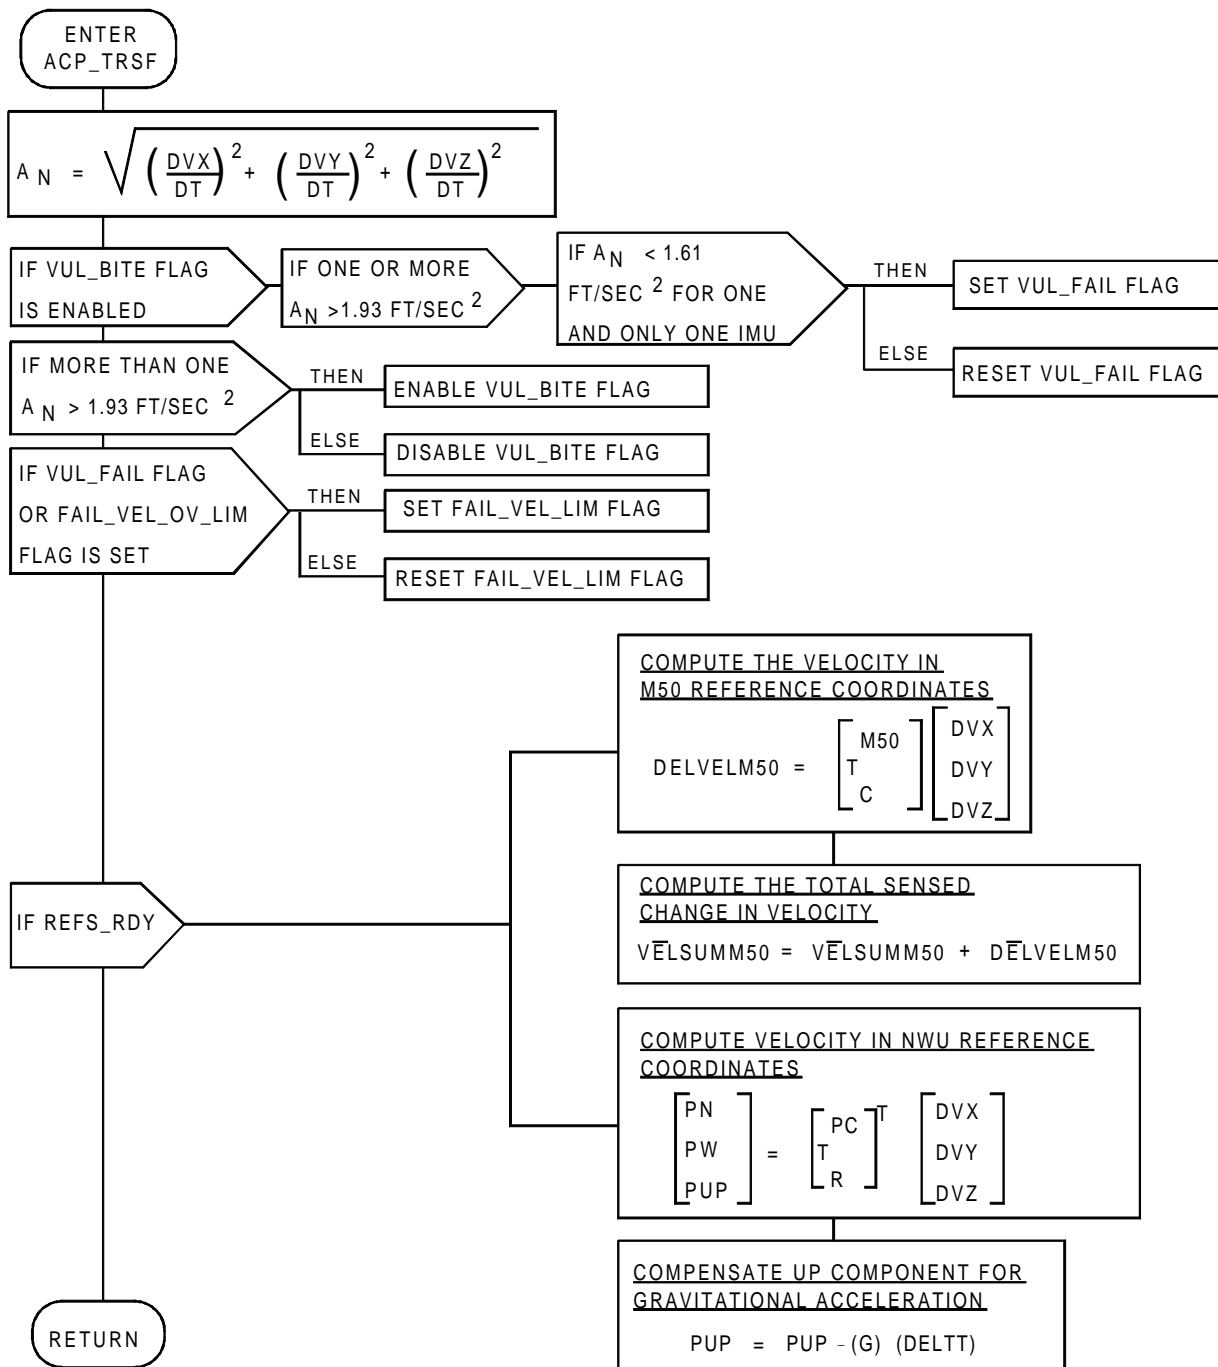 ENTER
ACP_TRSF
A N = √ (DVX/DT)² + (DVY/DT)² + (DVZ/DT)²
IF VUL_BITE FLAG
IS ENABLED
IF ONE OR MORE
A N >1.93 FT/SEC ²
IF A N < 1.61
FT/SEC ² FOR ONE
AND ONLY ONE IMU
THEN
SET VUL_FAIL FLAG
ELSE
RESET VUL_FAIL FLAG
IF MORE THAN ONE
A N > 1.93 FT/SEC ²
THEN
ENABLE VUL_BITE FLAG
ELSE
DISABLE VUL_BITE FLAG
IF VUL_FAIL FLAG
OR FAIL_VEL_OV_LIM
FLAG IS SET
THEN
SET FAIL_VEL_LIM FLAG
ELSE
RESET FAIL_VEL_LIM FLAG
IF REFS_RDY
COMPUTE THE VELOCITY IN
M50 REFERENCE COORDINATES
M50 DVX
DELVELM50 = T DVY
C DVZ
COMPUTE THE TOTAL SENSED
CHANGE IN VELOCITY
VE̅LSUMM50 = VE̅LSUMM50 + DE̅LVELM50
COMPUTE VELOCITY IN NWU REFERENCE
COORDINATES
PN PC T DVX
PW = T DVY
PUP R DVZ
COMPENSATE UP COMPONENT FOR
GRAVITATIONAL ACCELERATION
PUP = PUP - (G) (DELTT)
RETURN